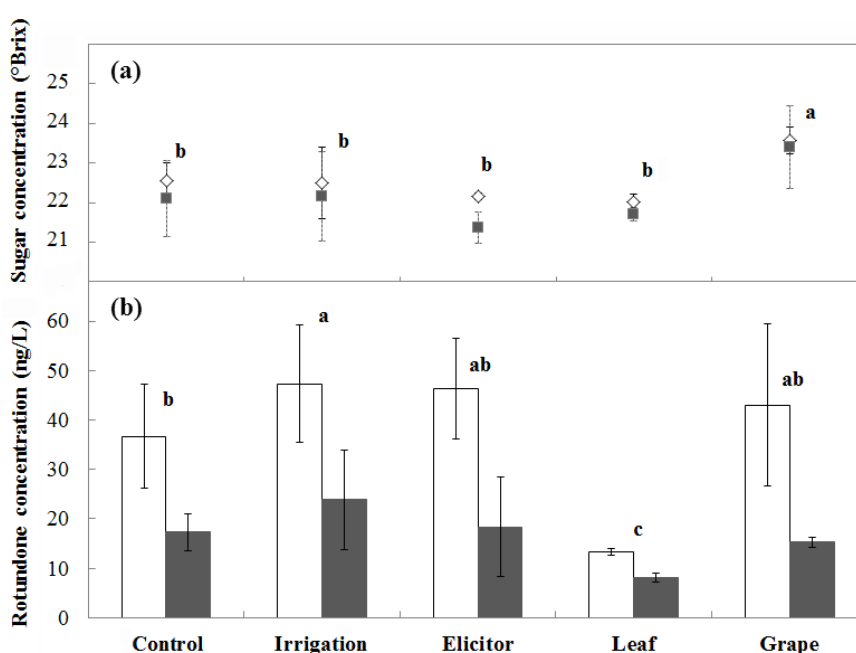 Sugar concentration (°Brix)
(a)
25
24
23
22
21
b
b
b
b
a
Rotundone concentration (ng/L)
(b)
60
50
40
30
20
10
0
b
a
ab
c
ab
Control Irrigation Elicitor Leaf Grape